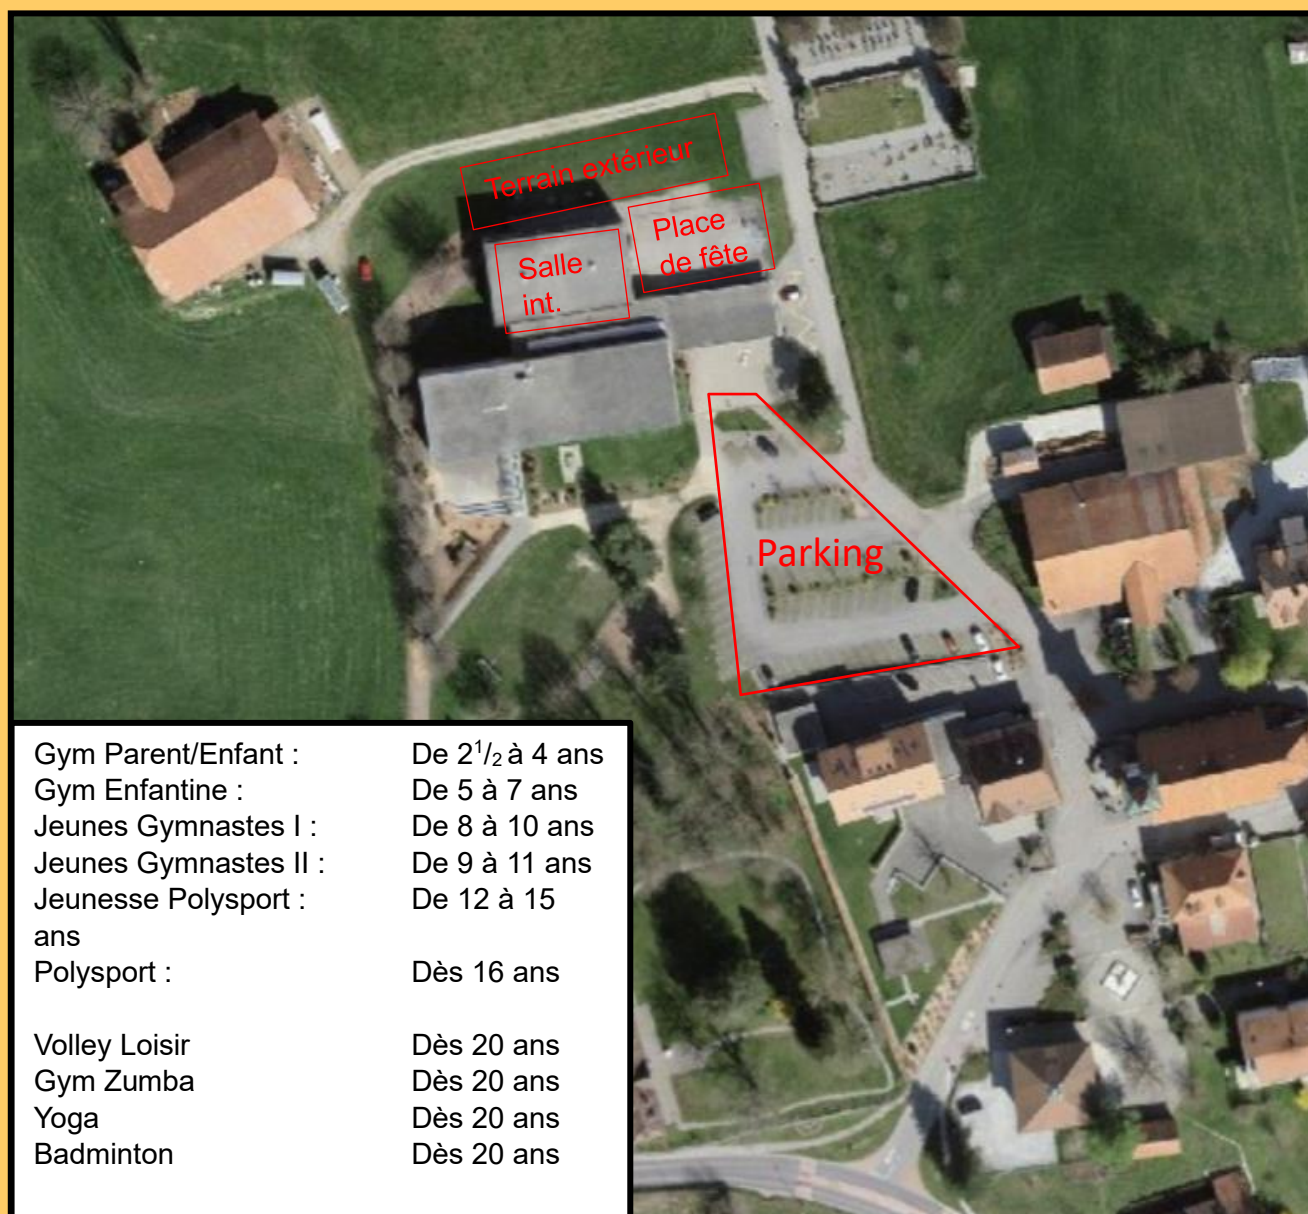 Terrain extérieur
Place
de fête
Salle
int.
Parking
Gym Parent/Enfant : De 2 1/2 à 4 ans
Gym Enfantine : De 5 à 7 ans
Jeunes Gymnastes I : De 8 à 10 ans
Jeunes Gymnastes II : De 9 à 11 ans
Jeunesse Polysport : De 12 à 15
ans
Polysport : Dès 16 ans
Volley Loisir Dès 20 ans
Gym Zumba Dès 20 ans
Yoga Dès 20 ans
Badminton Dès 20 ans